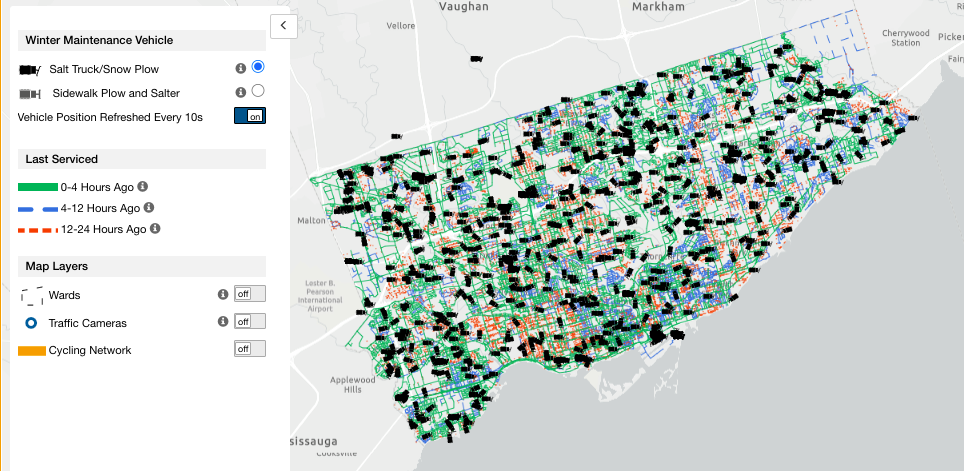 Winter Maintenance Vehicle
Salt Truck/Snow Plow
Sidewalk Plow and Salter
Vehicle Position Refreshed Every 10s
on
Last Serviced
0-4 Hours Ago
4-12 Hours Ago
12-24 Hours Ago
Map Layers
Wards
off
Traffic Cameras
off
Cycling Network
off
Vaughan
Markham
Vellore
Cherrywood
Station
Picker
Fair
Malton
Lester B.
Pearson
International
Airport
Applewood
Hills
sissauga
Cooksville